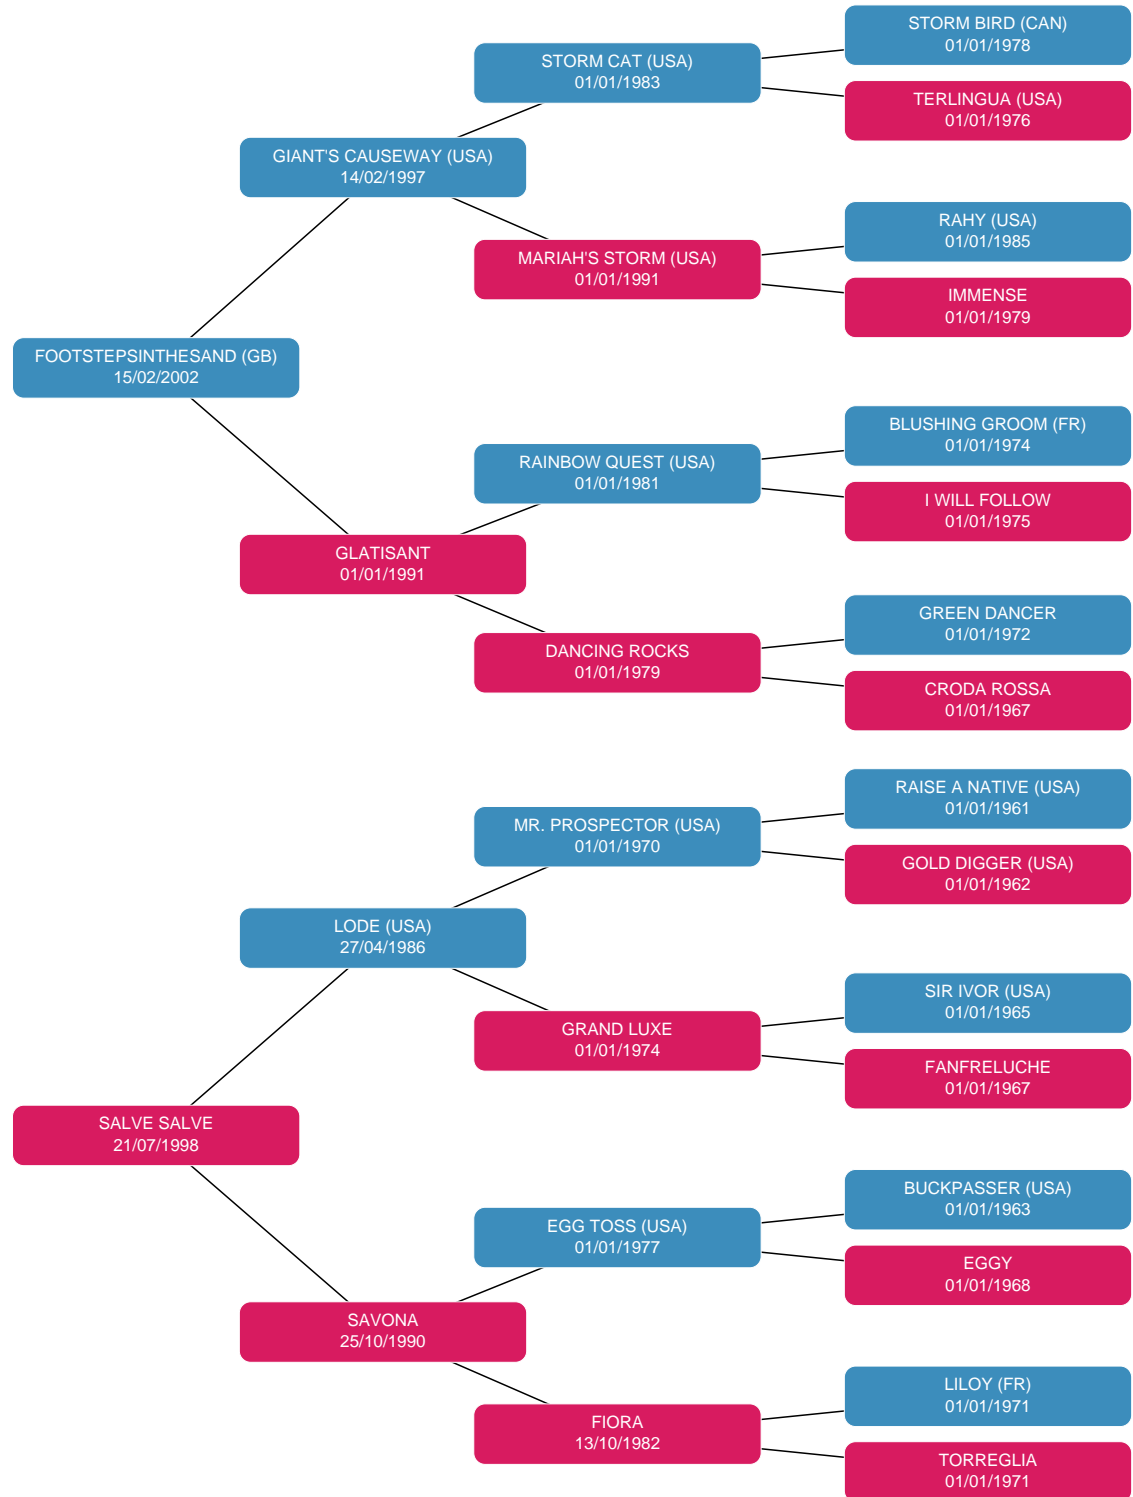 STORM BIRD (CAN)
01/01/1978
STORM CAT (USA)
01/01/1983
TERLINGUA (USA)
01/01/1976
GIANT'S CAUSEWAY (USA)
14/02/1997
RAHY (USA)
01/01/1985
MARIAH'S STORM (USA)
01/01/1991
IMMENSE
01/01/1979
FOOTSTEPSINTHESAND (GB)
15/02/2002
BLUSHING GROOM (FR)
01/01/1974
RAINBOW QUEST (USA)
01/01/1981
I WILL FOLLOW
01/01/1975
GLATISANT
01/01/1991
GREEN DANCER
01/01/1972
DANCING ROCKS
01/01/1979
CRODA ROSSA
01/01/1967
RAISE A NATIVE (USA)
01/01/1961
MR. PROSPECTOR (USA)
01/01/1970
GOLD DIGGER (USA)
01/01/1962
LODE (USA)
27/04/1986
SIR IVOR (USA)
01/01/1965
GRAND LUXE
01/01/1974
FANFRELUCHE
01/01/1967
SALVE SALVE
21/07/1998
BUCKPASSER (USA)
01/01/1963
EGG TOSS (USA)
01/01/1977
EGGY
01/01/1968
SAVONA
25/10/1990
LILOY (FR)
01/01/1971
FIORA
13/10/1982
TORREGLIA
01/01/1971